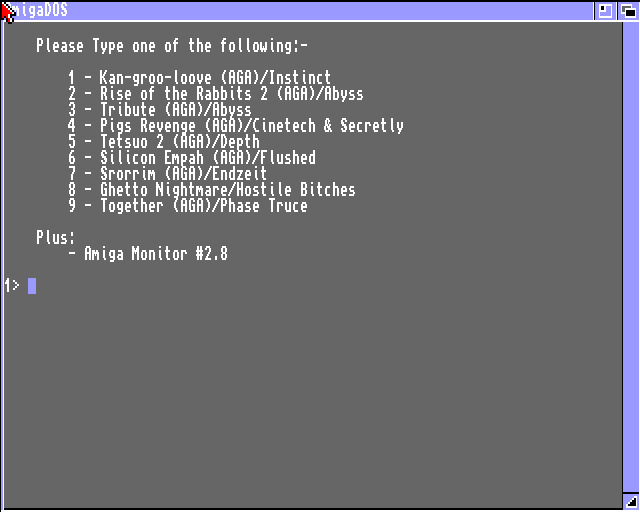 AmigaDOS
Please Type one of the following:-
1 - Kan-groo-loove (AGA)/Instinct
2 - Rise of the Rabbits 2 (AGA)/Abyss
3 - Tribute (AGA)/Abyss
4 - Pigs Revenge (AGA)/Cinetech & Secretly
5 - Tetsuo 2 (AGA)/Depth
6 - Silicon Empah (AGA)/Flushed
7 - Srorrim (AGA)/Endzeit
8 - Ghetto Nightmare/Hostile Bitches
9 - Together (AGA)/Phase Truce
Plus:
- Amiga Monitor #2.8
1>